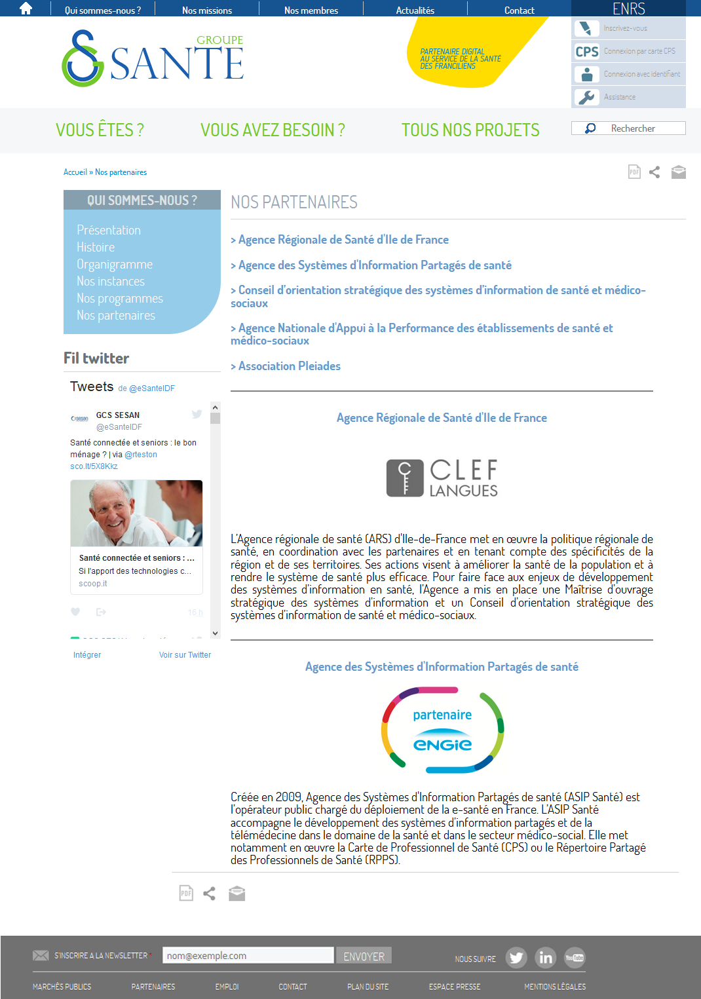 Qui sommes-nous ?
Nos missions
Nos membres
Actualités
Contact
ENRS
Inscrivez-vous
CPS Connexion par carte CPS
Connexion avec identifiant
Assistance
GROUPE
SANTE
PARTENAIRE DIGITAL
AU SERVICE DE LA SANTÉ
DES FRANCILIENS
VOUS ÊTES ?
VOUS AVEZ BESOIN ?
TOUS NOS PROJETS
Rechercher
Accueil » Nos partenaires
PDF
QUI SOMMES-NOUS ?
Présentation
Histoire
Organigramme
Nos instances
Nos programmes
Nos partenaires
Fil twitter
Tweets de @eSanteIDF
sesan
GCS SESAN
@eSanteIDF
Santé connectée et seniors : le bon
ménage ? | via @rteston
sco.lt/5X8Kkz
Santé connectée et seniors : ...
Si l'apport des technologies c...
scoop.it
16 h
Intégrer
Voir sur Twitter
NOS PARTENAIRES
> Agence Régionale de Santé d'Ile de France
> Agence des Systèmes d'Information Partagés de santé
> Conseil d’orientation stratégique des systèmes d’information de santé et médico-
sociaux
> Agence Nationale d'Appui à la Performance des établissements de santé et
médico-sociaux
> Association Pleiades
Agence Régionale de Santé d'Ile de France
CLEF
LANGUES
L’Agence régionale de santé (ARS) d'Ile-de-France met en œuvre la politique régionale de
santé, en coordination avec les partenaires et en tenant compte des spécificités de la
région et de ses territoires. Ses actions visent à améliorer la santé de la population et à
rendre le système de santé plus efficace. Pour faire face aux enjeux de développement
des systèmes d’information en santé, l’Agence a mis en place une Maîtrise d’ouvrage
stratégique des systèmes d’information et un Conseil d’orientation stratégique des
systèmes d’information de santé et médico-sociaux.
Agence des Systèmes d'Information Partagés de santé
partenaire
ENGIE
Créée en 2009, Agence des Systèmes d'Information Partagés de santé (ASIP Santé) est
l’opérateur public chargé du déploiement de la e-santé en France. L’ASIP Santé
accompagne le développement des systèmes d’information partagés et de la
télémédecine dans le domaine de la santé et dans le secteur médico-social. Elle met
notamment en œuvre la Carte de Professionnel de Santé (CPS) ou le Répertoire Partagé
des Professionnels de Santé (RPPS).
PDF
S'INSCRIRE A LA NEWSLETTER *
nom@exemple.com
ENVOYER
NOUS SUIVRE
in
You Tube
MARCHÉS PUBLICS
PARTENAIRES
EMPLOI
CONTACT
PLAN DU SITE
ESPACE PRESSE
MENTIONS LÉGALES